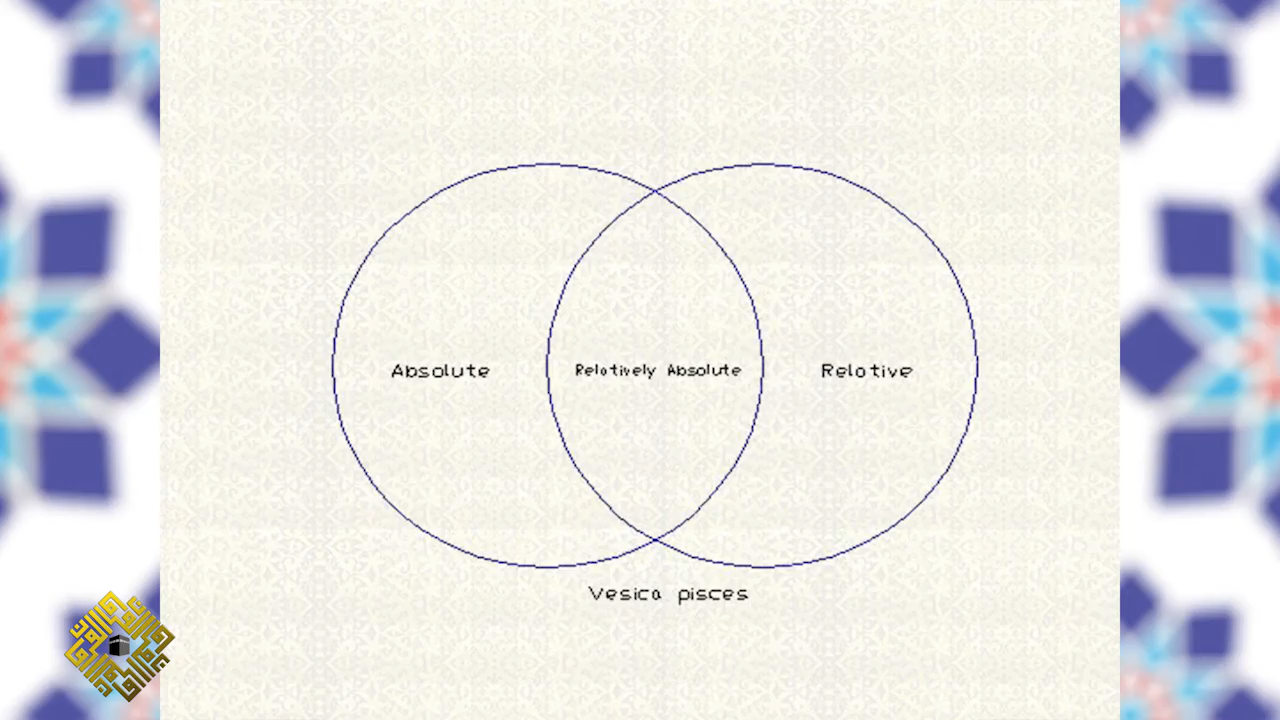 Absolute
Relatively Absolute
Relative
Vesica pisces